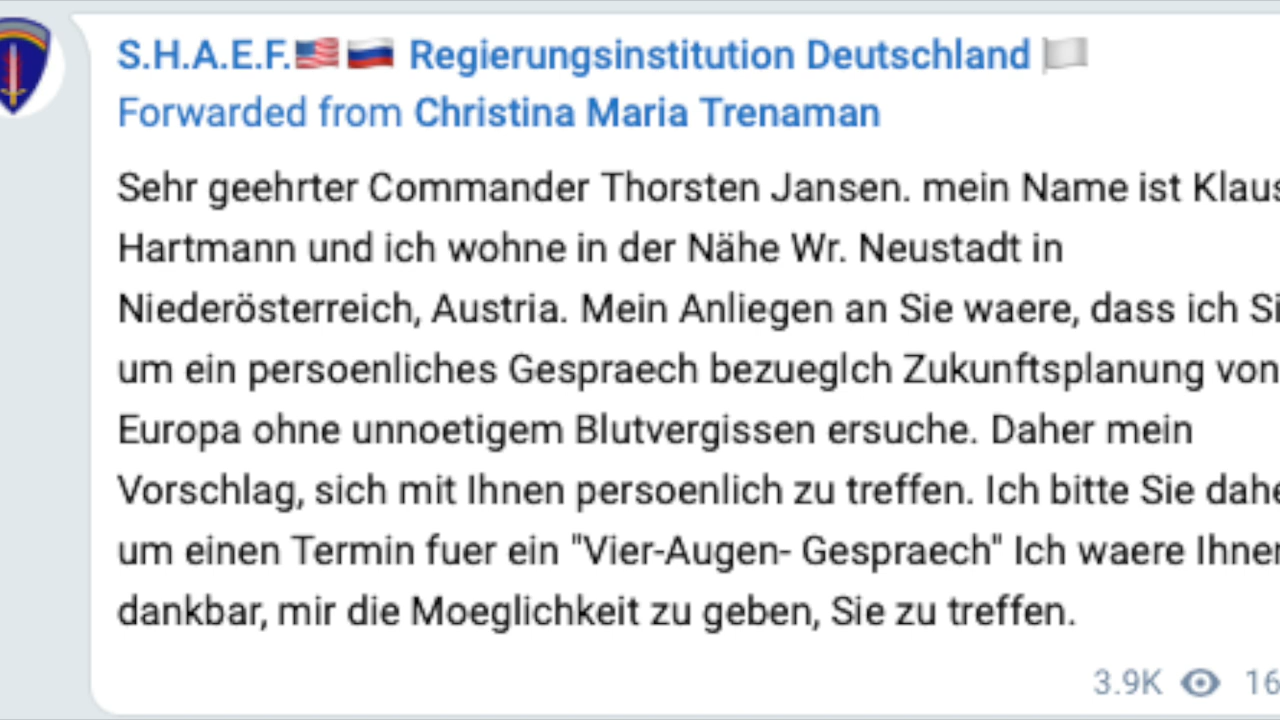 S.H.A.E.F.🇺🇸🇷🇺 Regierungsinstitution Deutschland 🏳
Forwarded from Christina Maria Trenaman
Sehr geehrter Commander Thorsten Jansen. mein Name ist Klaus
Hartmann und ich wohne in der Nähe Wr. Neustadt in
Niederösterreich, Austria. Mein Anliegen an Sie waere, dass ich Si
um ein persoenliches Gespraech bezueglch Zukunftsplanung von
Europa ohne unnoetigem Blutvergissen ersuche. Daher mein
Vorschlag, sich mit Ihnen persoenlich zu treffen. Ich bitte Sie dahe
um einen Termin fuer ein "Vier-Augen- Gespraech" Ich waere Ihnen
dankbar, mir die Moeglichkeit zu geben, Sie zu treffen.
3.9K 16